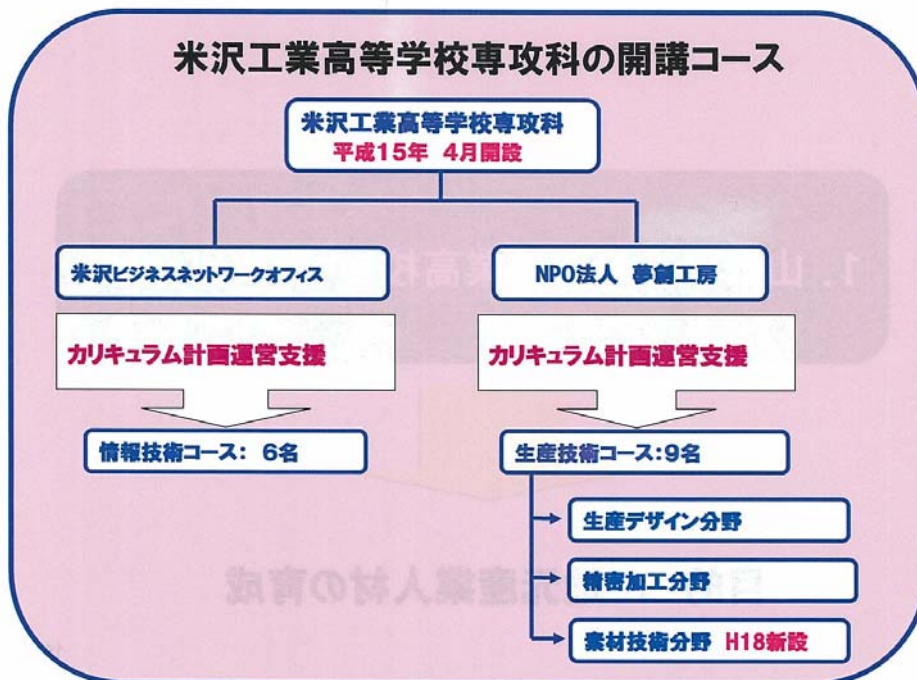 米沢工業高等学校専攻科の開講コース
米沢工業高等学校専攻科
平成15年 4月開設
米沢ビジネスネットワークオフィス
NPO法人 夢創工房
カリキュラム計画運営支援
カリキュラム計画運営支援
情報技術コース: 6名
生産技術コース:9名
生産デザイン分野
精密加工分野
素材技術分野 H18新設